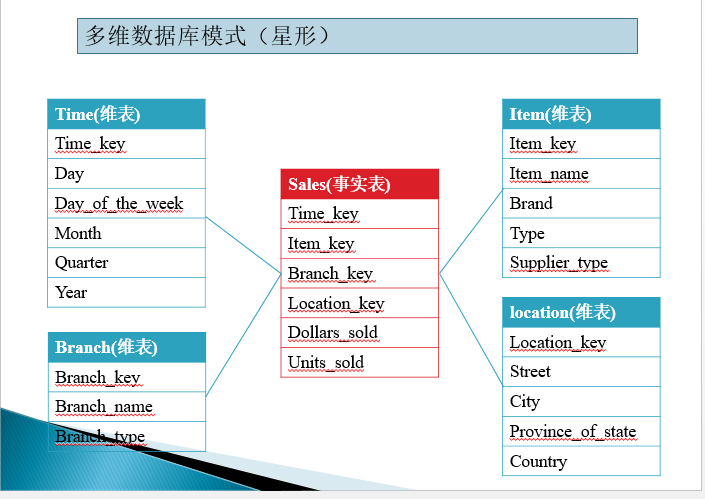 多维数据库模式（星形）
Time(维表)
Time_key
Day
Day_of_the_week
Month
Quarter
Year
Branch(维表)
Branch_key
Branch_name
Branch_type
Sales(事实表)
Time_key
Item_key
Branch_key
Location_key
Dollars_sold
Units_sold
Item(维表)
Item_key
Item_name
Brand
Type
Supplier_type
location(维表)
Location_key
Street
City
Province_of_state
Country